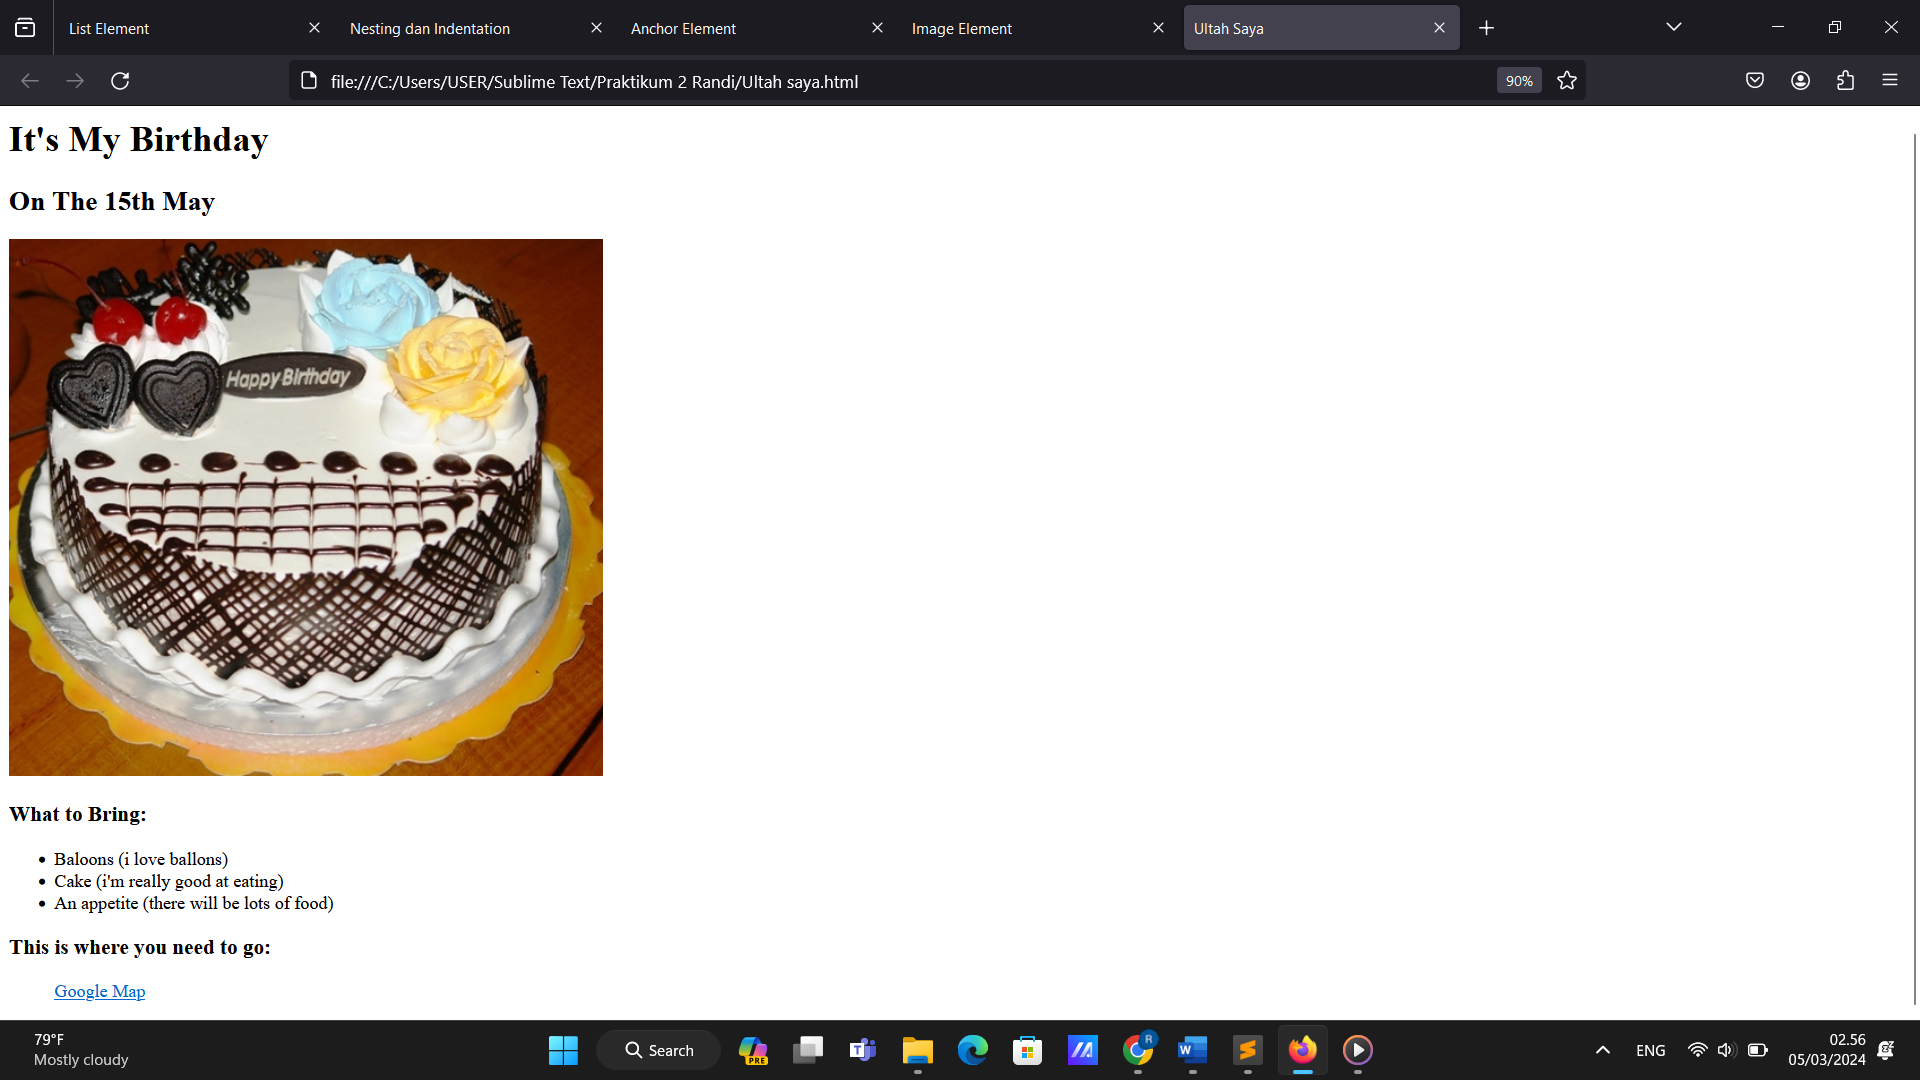 List Element
Nesting dan Indentation
Anchor Element
Image Element
Ultah Saya
file:///C:/Users/USER/Sublime Text/Praktikum 2 Randi/Ultah saya.html
90%
It's My Birthday
On The 15th May
Happy Birthday
What to Bring:
Baloons (i love ballons)
Cake (i'm really good at eating)
An appetite (there will be lots of food)
This is where you need to go:
Google Map
79°F
Mostly cloudy
Search
PRE
R
ENG
02.56
05/03/2024